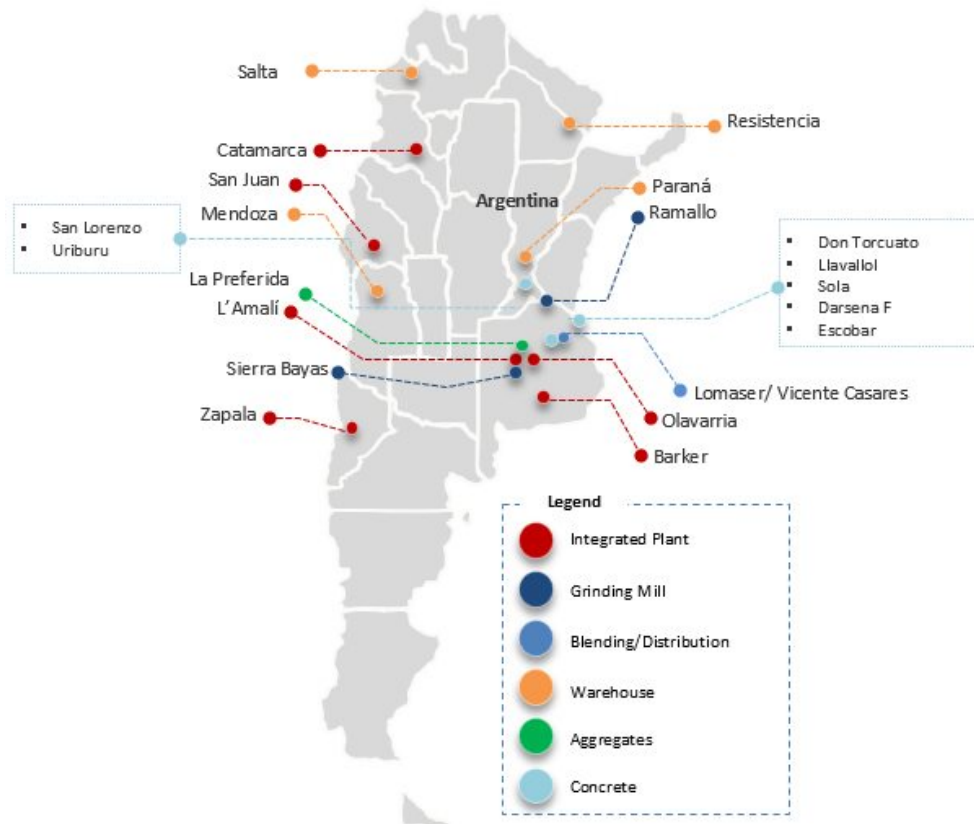 Salta
Resistencia
Catamarca
San Juan
Argentina
Paraná
Mendoza
Ramallo
▪ San Lorenzo
▪ Uriburu
▪ Don Torcuato
▪ Llavallol
▪ Sola
▪ Darsena F
▪ Escobar
La Preferida
L’Amalí
Sierra Bayas
Lomaser/ Vicente Casares
Zapala
Olavarria
Barker
Legend
Integrated Plant
Grinding Mill
Blending/Distribution
Warehouse
Aggregates
Concrete